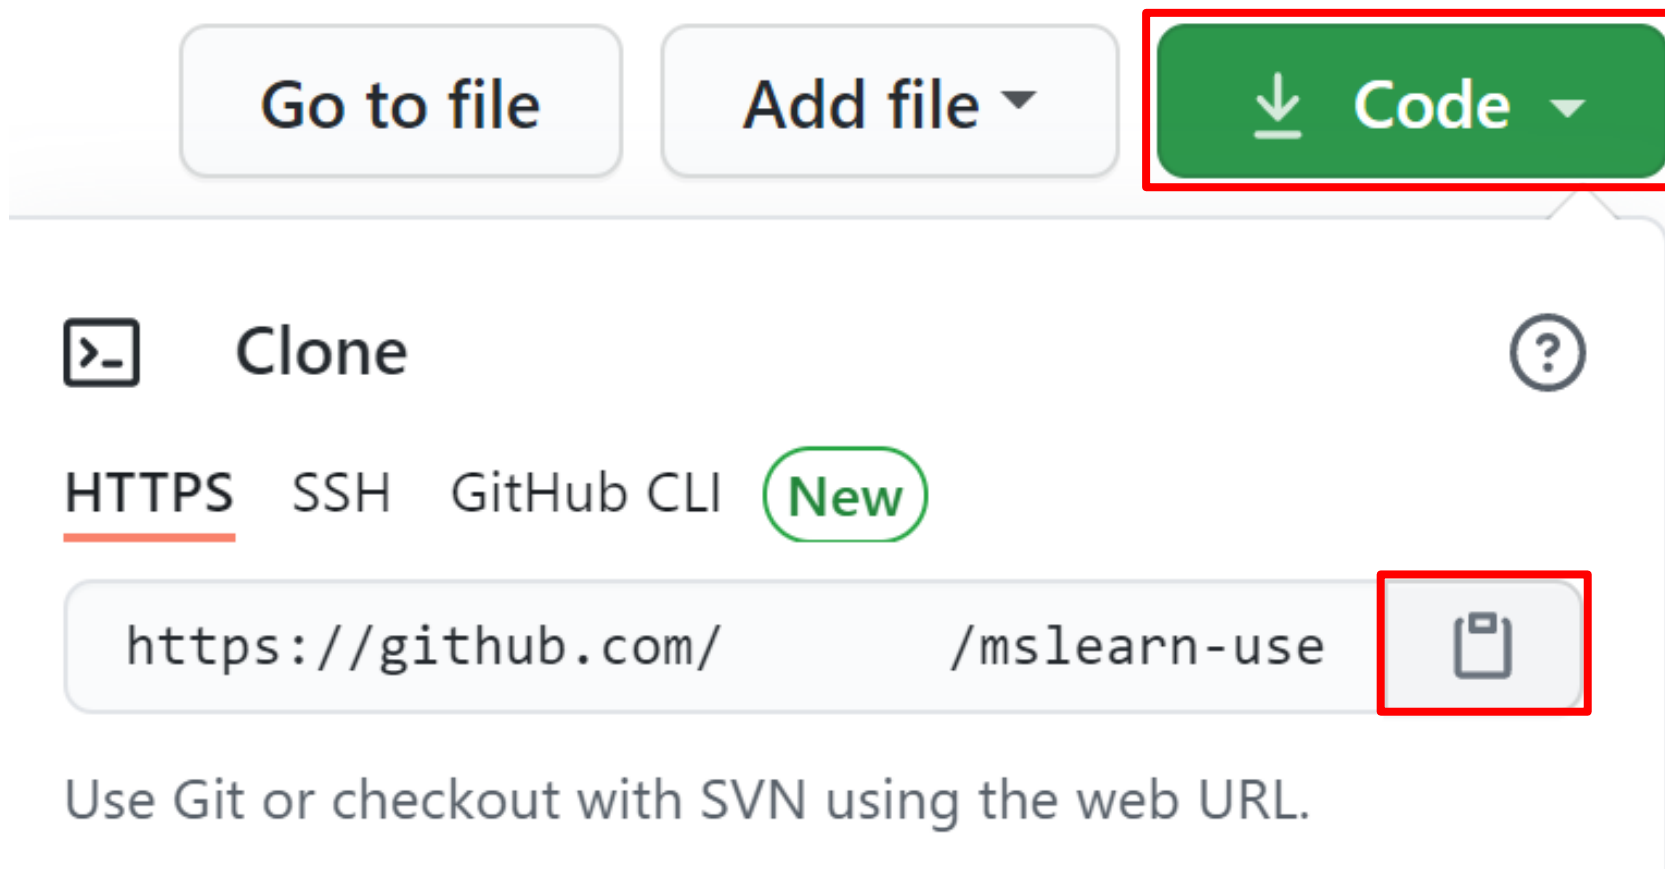 Go to file Add file Code
Clone
HTTPS SSH GitHub CLI New
https://github.com/ /mslearn-use
Use Git or checkout with SVN using the web URL.